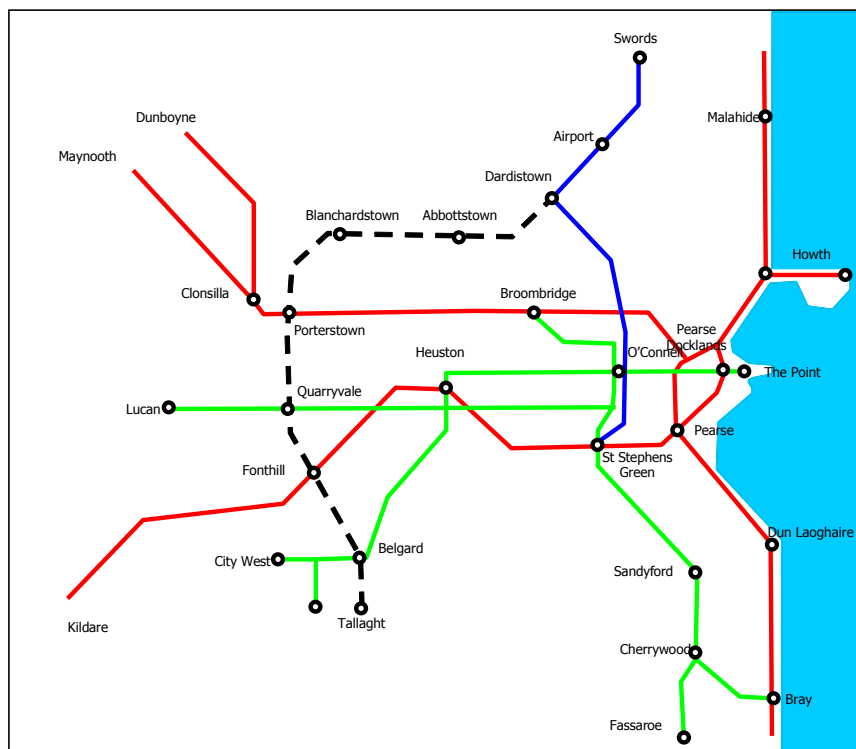 Swords
Dunboyne
Malahide
Airport
Maynooth
Dardistown
Blanchardstown
Abbottstown
Howth
Clonsilla
Broombridge
Porterstown
Pearse
Docklands
O'Connell
Heuston
The Point
Quarryvale
Lucan
Pearse
St Stephens
Green
Fonthill
Dun Laoghaire
Belgard
City West
Sandyford
Tallaght
Kildare
Cherrywood
Bray
Fassaroe